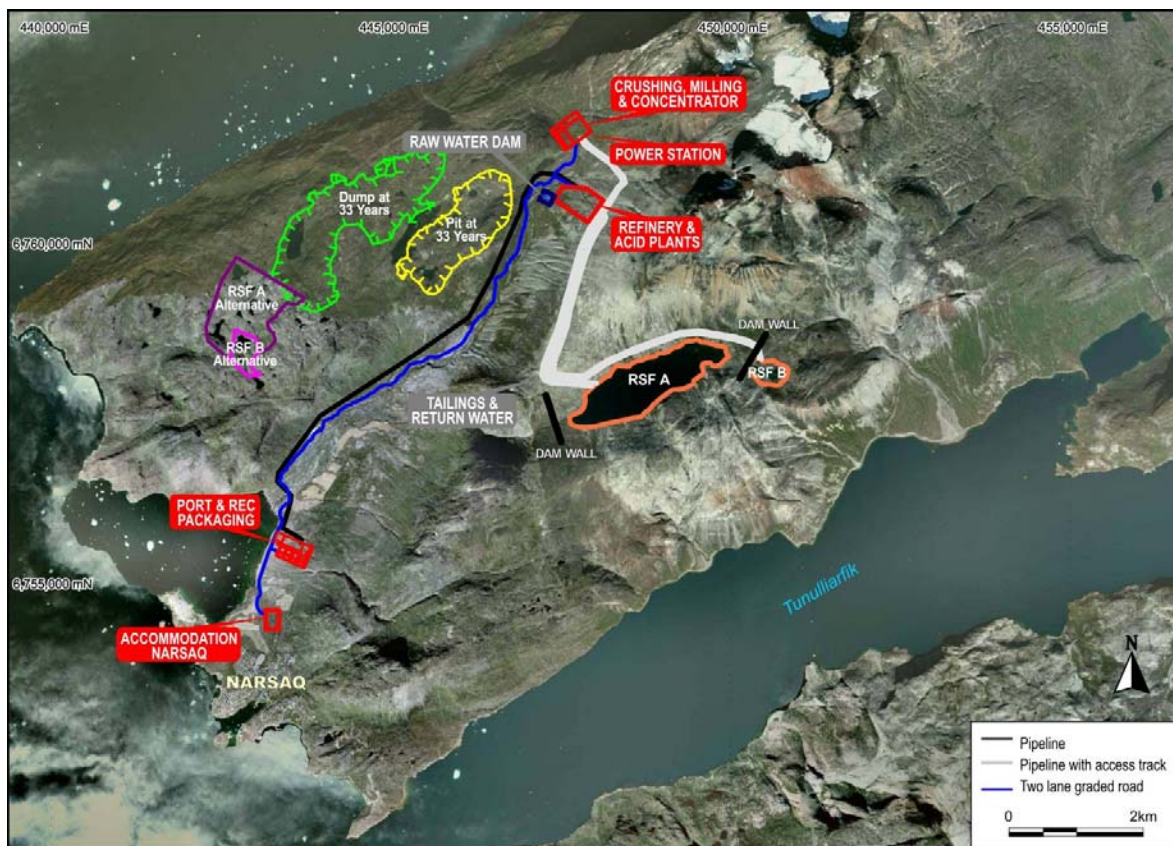 440,000 mE
445,000 mE
450,000 mE
455,000 mE
CRUSHING, MILLING
& CONCENTRATOR
RAW WATER DAM
POWER STATION
Dump at
33 Years
Pit at
33 Years
REFINERY &
ACID PLANTS
6,760,000 mN
RSF A
Alternative
RSF B
Alternative
DAM WALL
RSF A
RSF B
TAILINGS &
RETURN WATER
DAM WALL
PORT & REC
PACKAGING
6,755,000 mN
Tunulliarfik
ACCOMMODATION
NARSAQ
NARSAQ
N
Pipeline
Pipeline with access track
Two lane graded road
0 2km